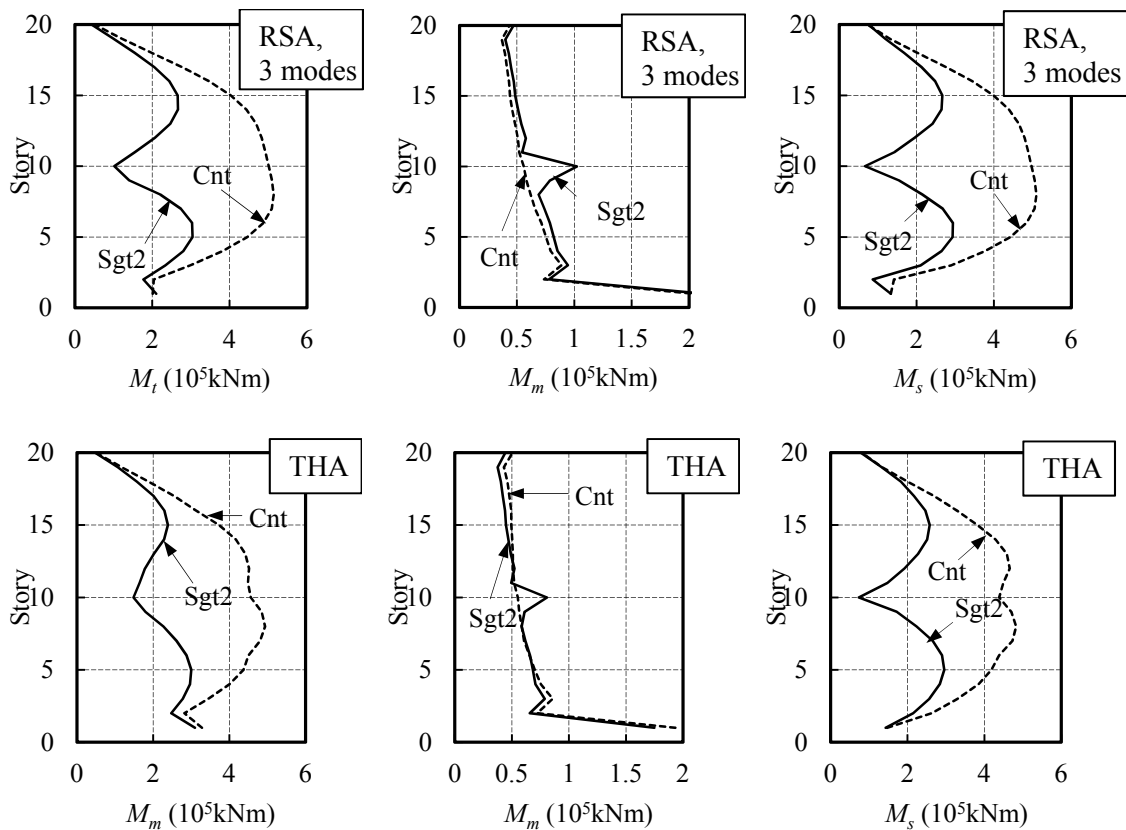 RSA,
3 modes
20
15
10
5
0
Story
Cnt
Sgt2
0 2 4 6
Mt (10⁵kNm)
RSA,
3 modes
20
15
10
5
0
Story
Sgt2
Cnt
0 0.5 1 1.5 2
Mm (10⁵kNm)
RSA,
3 modes
20
15
10
5
0
Story
Cnt
Sgt2
0 2 4 6
Ms (10⁵kNm)
THA
20
15
10
5
0
Story
Cnt
Sgt2
0 2 4 6
Mm (10⁵kNm)
THA
20
15
10
5
0
Story
Cnt
Sgt2
0 0.5 1 1.5 2
Mm (10⁵kNm)
THA
20
15
10
5
0
Story
Cnt
Sgt2
0 2 4 6
Ms (10⁵kNm)